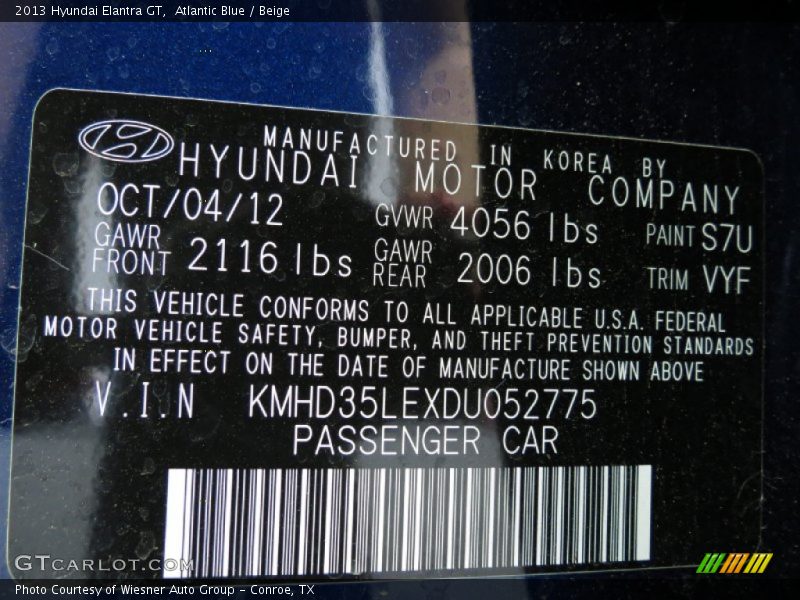 2013 Hyundai Elantra GT, Atlantic Blue / Beige
MANUFACTURED IN KOREA BY
HYUNDAI MOTOR COMPANY
OCT/04/12 GVWR 4056 lbs PAINT S7U
GAWR FRONT 2116 lbs GAWR REAR 2006 lbs TRIM VYF
THIS VEHICLE CONFORMS TO ALL APPLICABLE U.S.A. FEDERAL
MOTOR VEHICLE SAFETY, BUMPER, AND THEFT PREVENTION STANDARDS
IN EFFECT ON THE DATE OF MANUFACTURE SHOWN ABOVE
V.I.N KMHD35LEXDU052775
PASSENGER CAR
GTCARLOT.COM
Photo Courtesy of Wiesner Auto Group - Conroe, TX